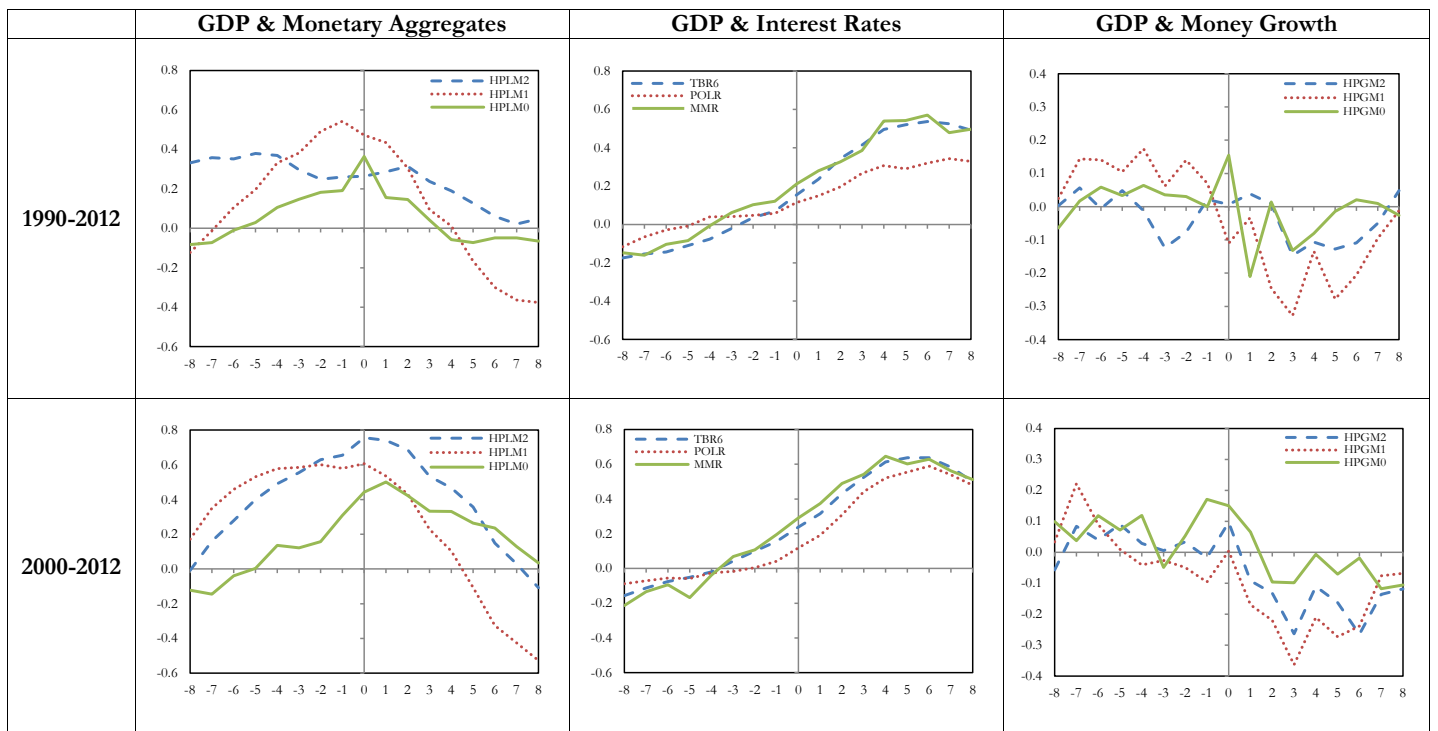 GDP & Monetary Aggregates
GDP & Interest Rates
GDP & Money Growth
1990-2012
0.8
0.6
0.4
0.2
0.0
-0.2
-0.4
-0.6
-8 -7 -6 -5 -4 -3 -2 -1 0 1 2 3 4 5 6 7 8
HPLM2
HPLM1
HPLM0
0.8
0.6
0.4
0.2
0.0
-0.2
-0.4
-0.6
-8 -7 -6 -5 -4 -3 -2 -1 0 1 2 3 4 5 6 7 8
TBR6
POLR
MMR
0.4
0.3
0.2
0.1
0.0
-0.1
-0.2
-0.3
-0.4
-8 -7 -6 -5 -4 -3 -2 -1 0 1 2 3 4 5 6 7 8
HPGM2
HPGM1
HPGM0
2000-2012
0.8
0.6
0.4
0.2
0.0
-0.2
-0.4
-0.6
-8 -7 -6 -5 -4 -3 -2 -1 0 1 2 3 4 5 6 7 8
HPLM2
HPLM1
HPLM0
0.8
0.6
0.4
0.2
0.0
-0.2
-0.4
-0.6
-8 -7 -6 -5 -4 -3 -2 -1 0 1 2 3 4 5 6 7 8
TBR6
POLR
MMR
0.4
0.3
0.2
0.1
0.0
-0.1
-0.2
-0.3
-0.4
-8 -7 -6 -5 -4 -3 -2 -1 0 1 2 3 4 5 6 7 8
HPGM2
HPGM1
HPGM0